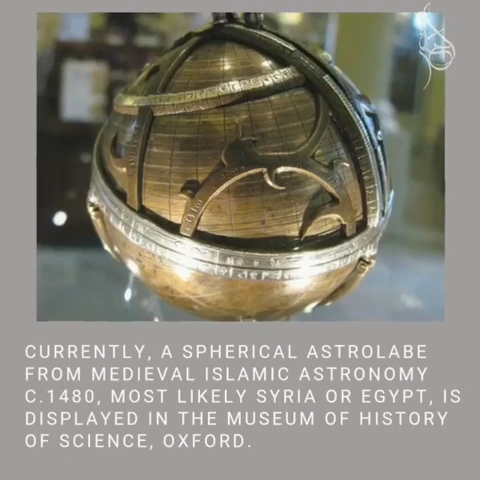 CURRENTLY, A SPHERICAL ASTROLABE
FROM MEDIEVAL ISLAMIC ASTRONOMY
C.1480, MOST LIKELY SYRIA OR EGYPT, IS
DISPLAYED IN THE MUSEUM OF HISTORY
OF SCIENCE, OXFORD.